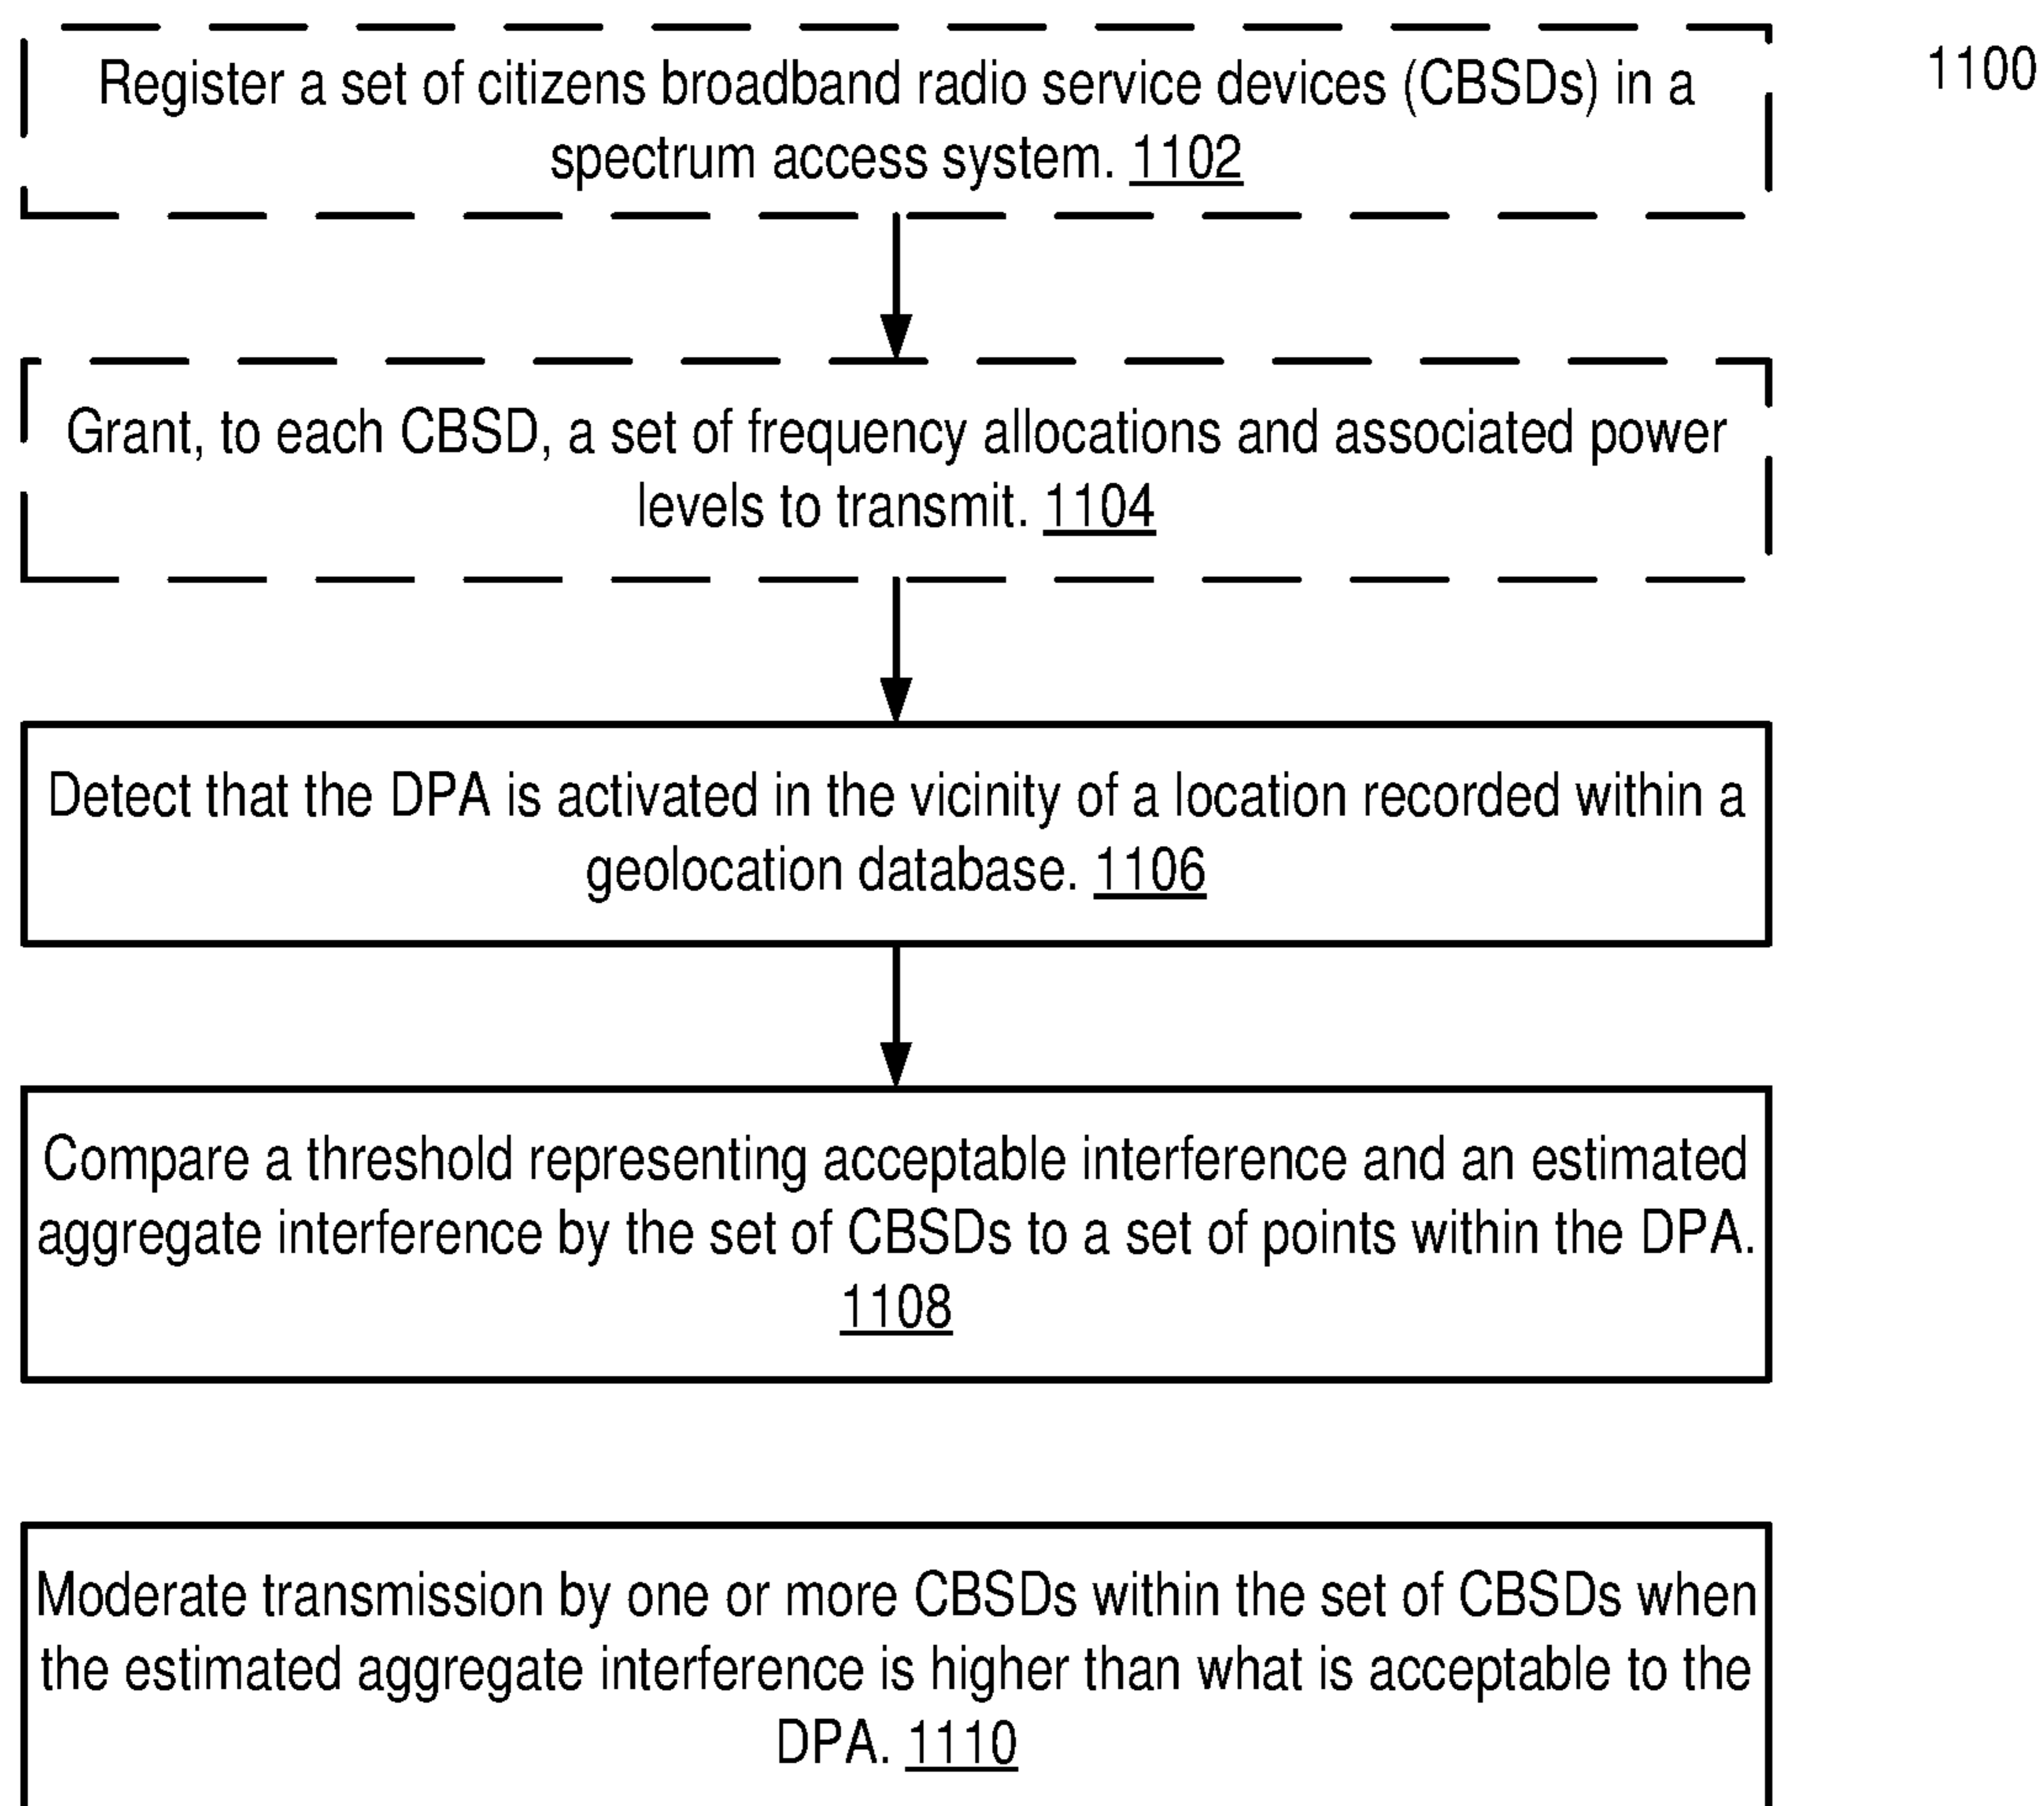 1100
Register a set of citizens broadband radio service devices (CBSDs) in a
spectrum access system. 1102
Grant, to each CBSD, a set of frequency allocations and associated power
levels to transmit. 1104
Detect that the DPA is activated in the vicinity of a location recorded within a
geolocation database. 1106
Compare a threshold representing acceptable interference and an estimated
aggregate interference by the set of CBSDs to a set of points within the DPA.
1108
Moderate transmission by one or more CBSDs within the set of CBSDs when
the estimated aggregate interference is higher than what is acceptable to the
DPA. 1110